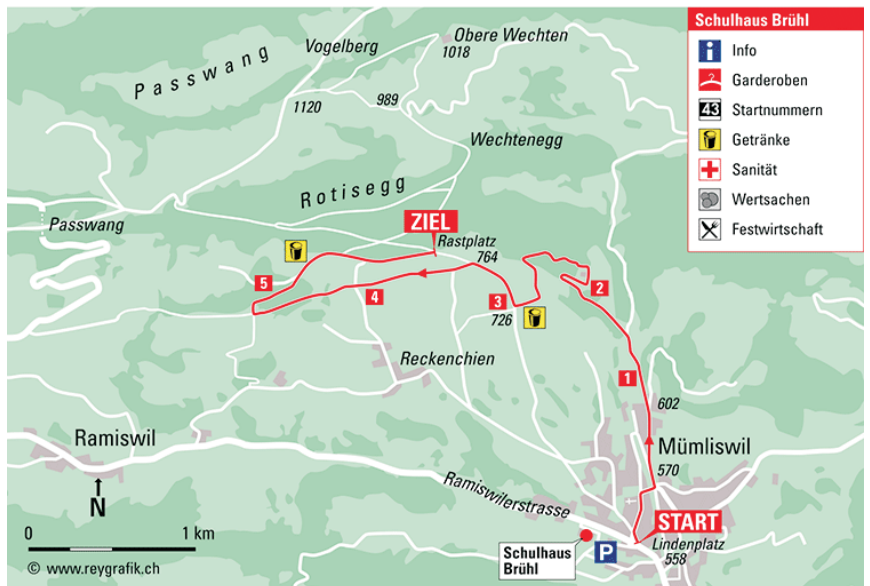 Schulhaus Brühl
Info
Garderoben
43 Startnummern
Getränke
Sanität
Wertsachen
Festwirtschaft
Passwang
Vogelberg
Obere Wechten
1018
989
1120
Wechtenegg
Rotisegg
Passwang
ZIEL
Rastplatz
764
5
4
3
2
726
1
Reckenchien
602
Ramiswil
Mümliswil
570
Ramiswilerstrasse
N
START
Lindenplatz
558
P
Schulhaus
Brühl
0 1 km
© www.reygrafik.ch